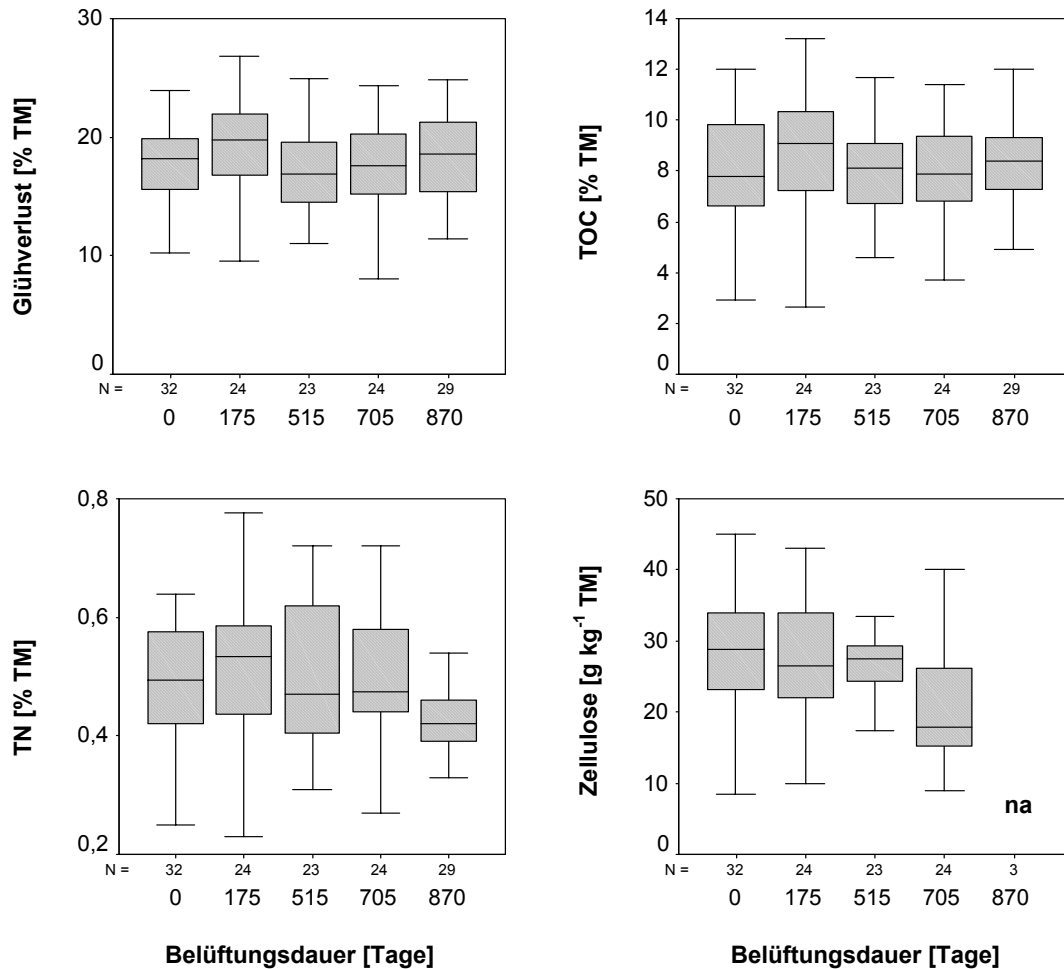 Glühverlust [% TM]
30
20
10
0
N =
32 24 23 24 29
0 175 515 705 870
TOC [% TM]
14
12
10
8
6
4
2
0
N =
32 24 23 24 29
0 175 515 705 870
TN [% TM]
0,8
0,6
0,4
0,2
N =
32 24 23 24 29
0 175 515 705 870
Belüftungsdauer [Tage]
Zellulose [g kg⁻¹ TM]
50
40
30
20
10
0
na
N =
32 24 23 24 3
0 175 515 705 870
Belüftungsdauer [Tage]